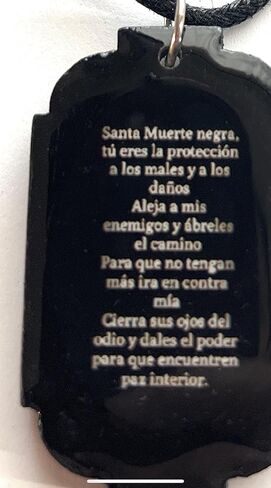 Santa Muerte negra,
tú eres la protección
a los males y a los
daños
Aleja a mis
enemigos y ábreles
el camino
Para que no tengan
más ira en contra
mía
Cierra sus ojos del
odio y dales el poder
para que encuentren
paz interior.